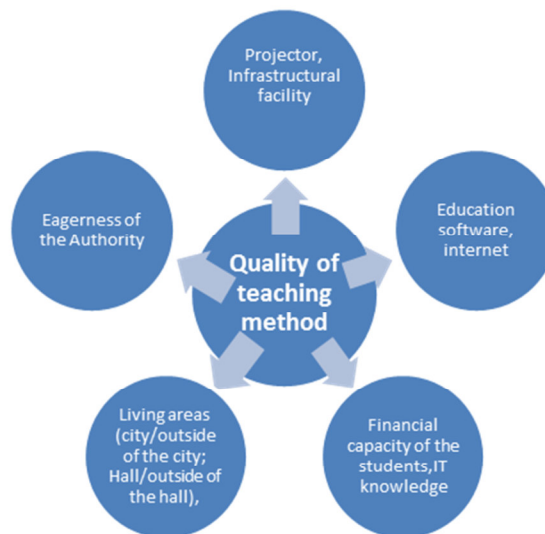 Projector,
Infrastructural
facility
Eagerness of
the Authority
Education
software,
internet
Quality of
teaching
method
Living areas
(city/outside
of the city;
Hall/outside of
the hall),
Financial
capacity of the
students,IT
knowledge